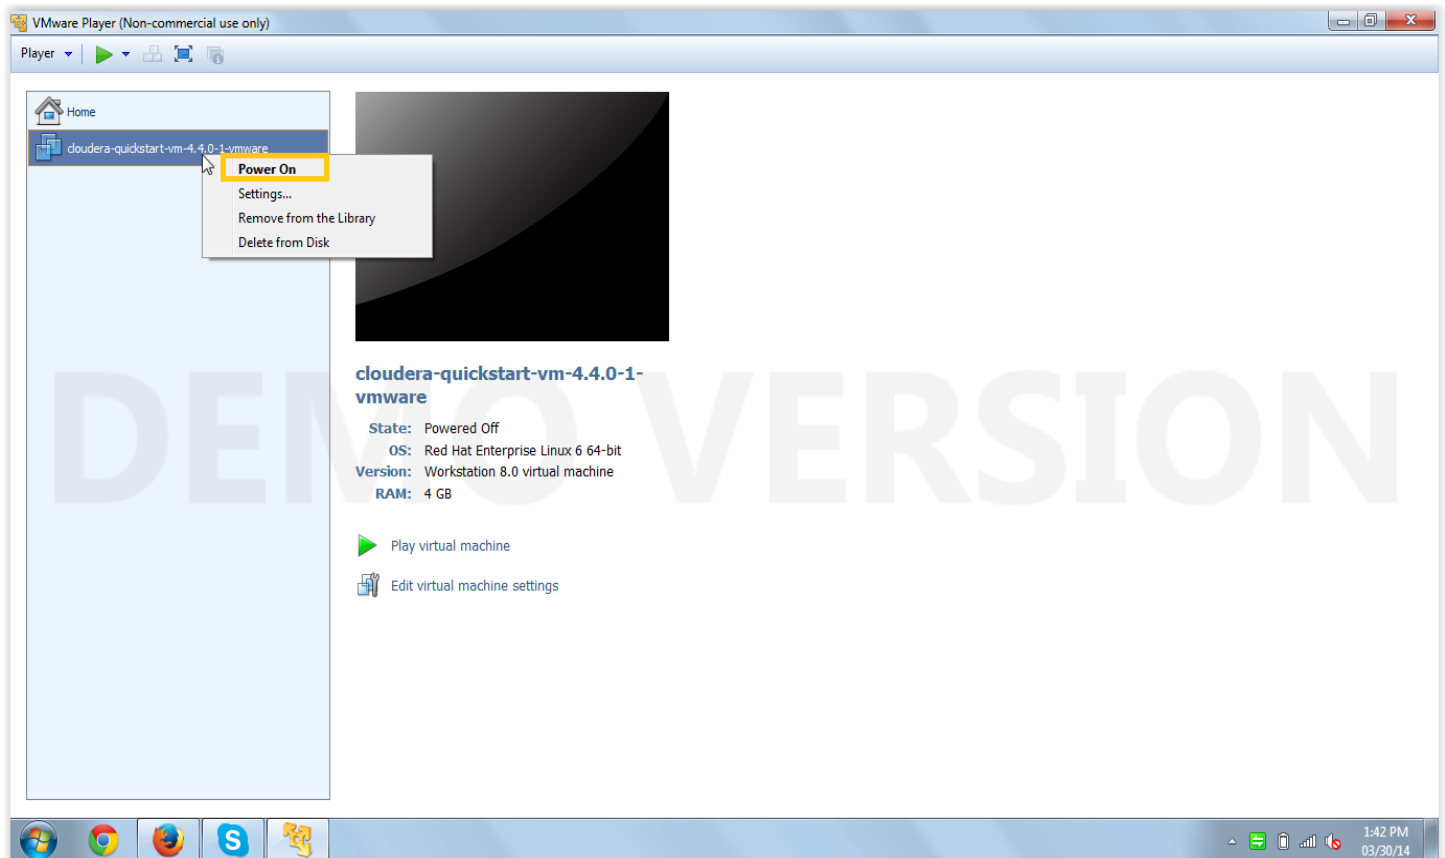 VMware Player (Non-commercial use only)
Player
Home
cloudera-quickstart-vm-4.4.0-1-vmware
Power On
Settings...
Remove from the Library
Delete from Disk
cloudera-quickstart-vm-4.4.0-1-
vmware
DEMO VERSION
State: Powered Off
OS: Red Hat Enterprise Linux 6 64-bit
Version: Workstation 8.0 virtual machine
RAM: 4 GB
Play virtual machine
Edit virtual machine settings
1:42 PM
03/30/14